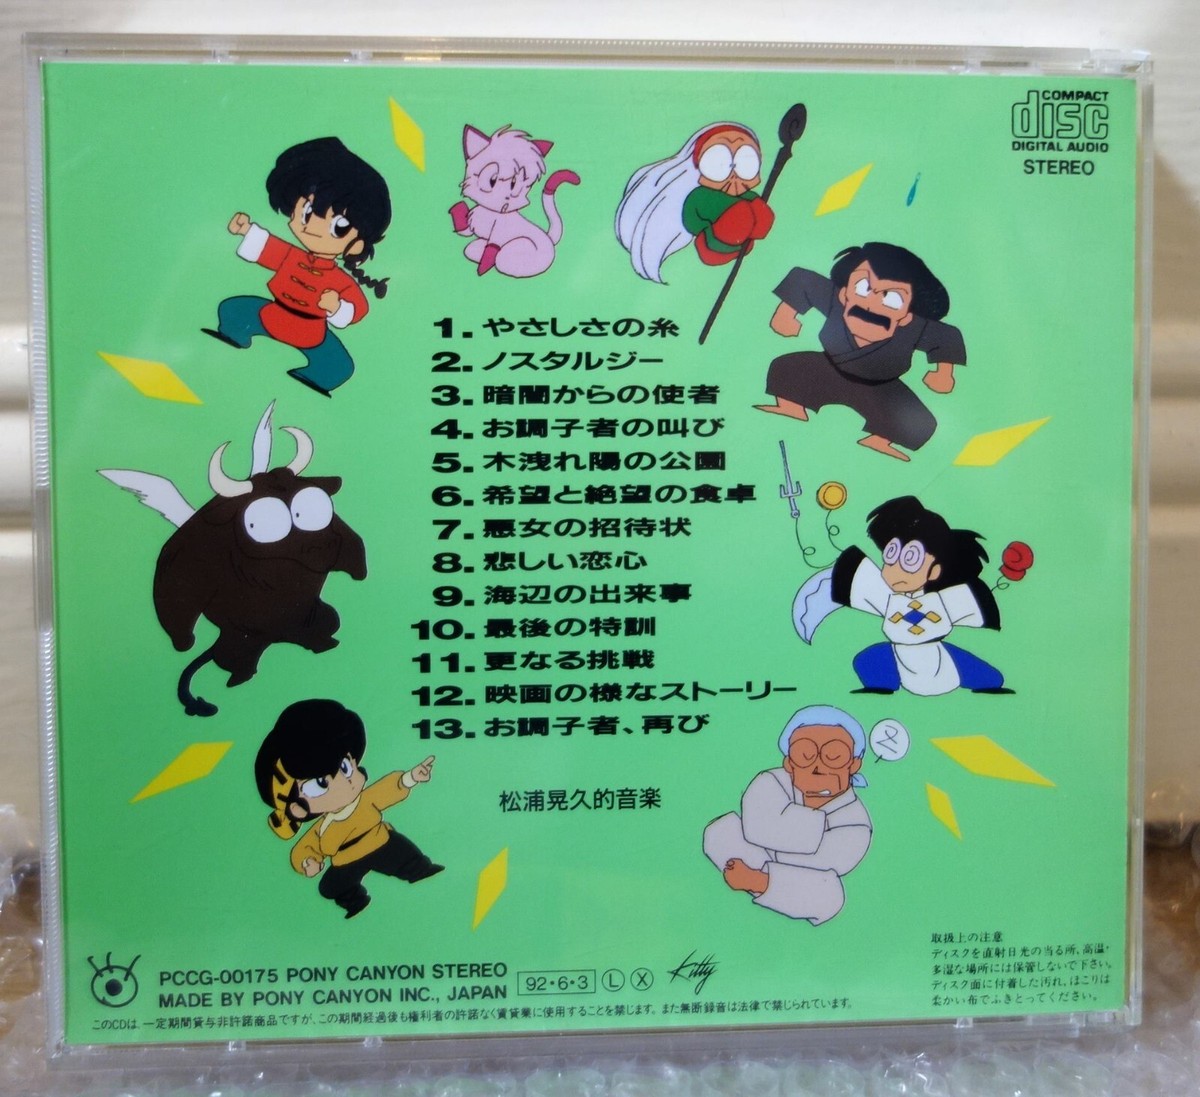 COMPACT
disc
DIGITAL AUDIO
STEREO
1. やさしさの糸
2. ノスタルジー
3. 暗闇からの使者
4. お調子者の叫び
5. 木洩れ陽の公園
6. 希望と絶望の食卓
7. 悪女の招待状
8. 悲しい恋心
9. 海辺の出来事
10. 最後の特訓
11. 更なる挑戦
12. 映画の様なストーリー
13. お調子者、再び
松浦晃久的音楽
取扱上の注意
ディスクを直射日光の当る所、高温・
多湿な場所には保管しないで下さい。
ディスク面に付着した汚れ、ほこりは
柔かい布でふきとってください。
PCCG-00175 PONY CANYON STEREO
MADE BY PONY CANYON INC., JAPAN
92・6・3 L X Kitty
このCDは、一定期間貸与非許諾商品ですが、この期間経過後も権利者の許諾なく賃貸業に使用することを禁じます。また無断録音は法律で禁じられています。